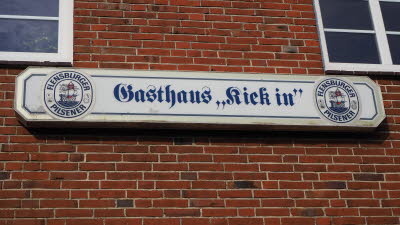 FLENSBURGER
PILSENER
Gasthaus „Kiek in"
FLENSBURGER
PILSENER